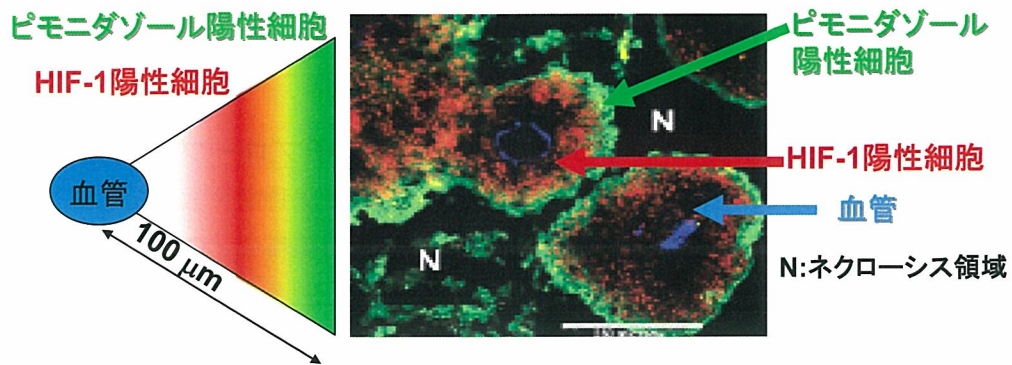 ピモニダゾール陽性細胞
HIF-1陽性細胞
血管
100 μm
N
N
ピモニダゾール
陽性細胞
HIF-1陽性細胞
血管
N:ネクローシス領域